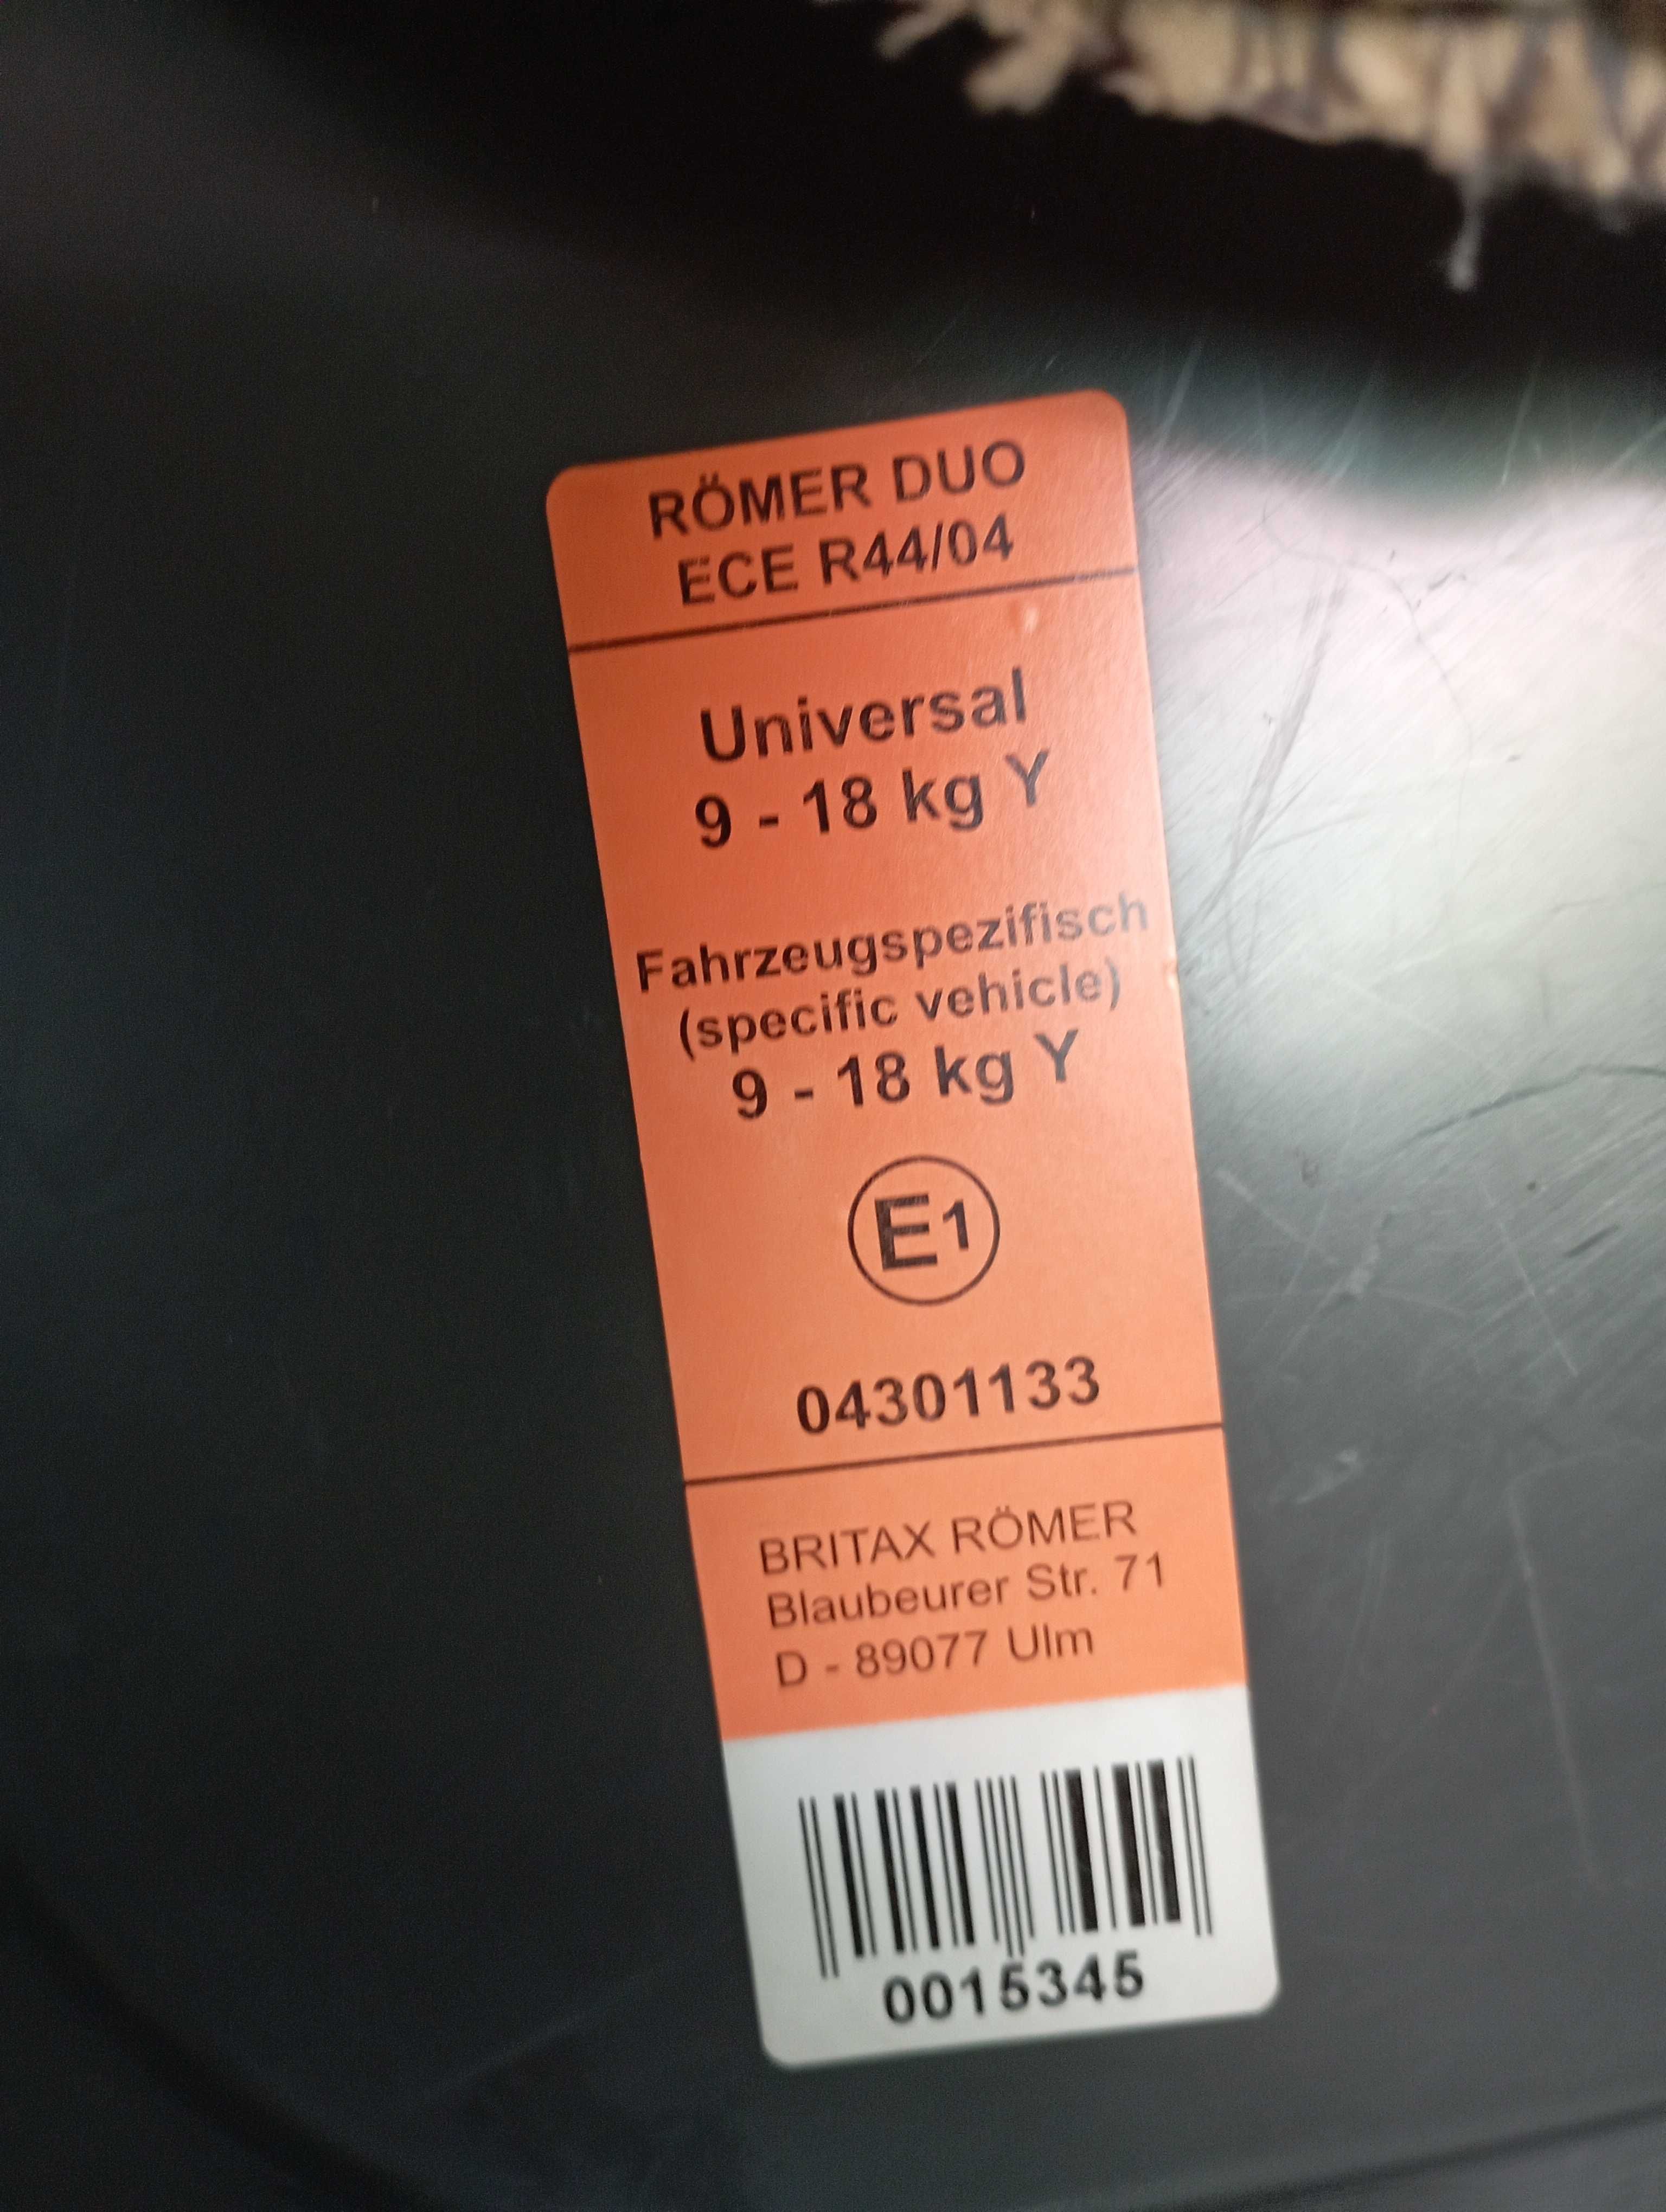 RÖMER DUO
ECE R44/04
Universal
9 - 18 kg Y
Fahrzeugspezifisch
(specific vehicle)
9 - 18 kg Y
E1
04301133
BRITAX RÖMER
Blaubeurer Str. 71
D - 89077 Ulm
0015345